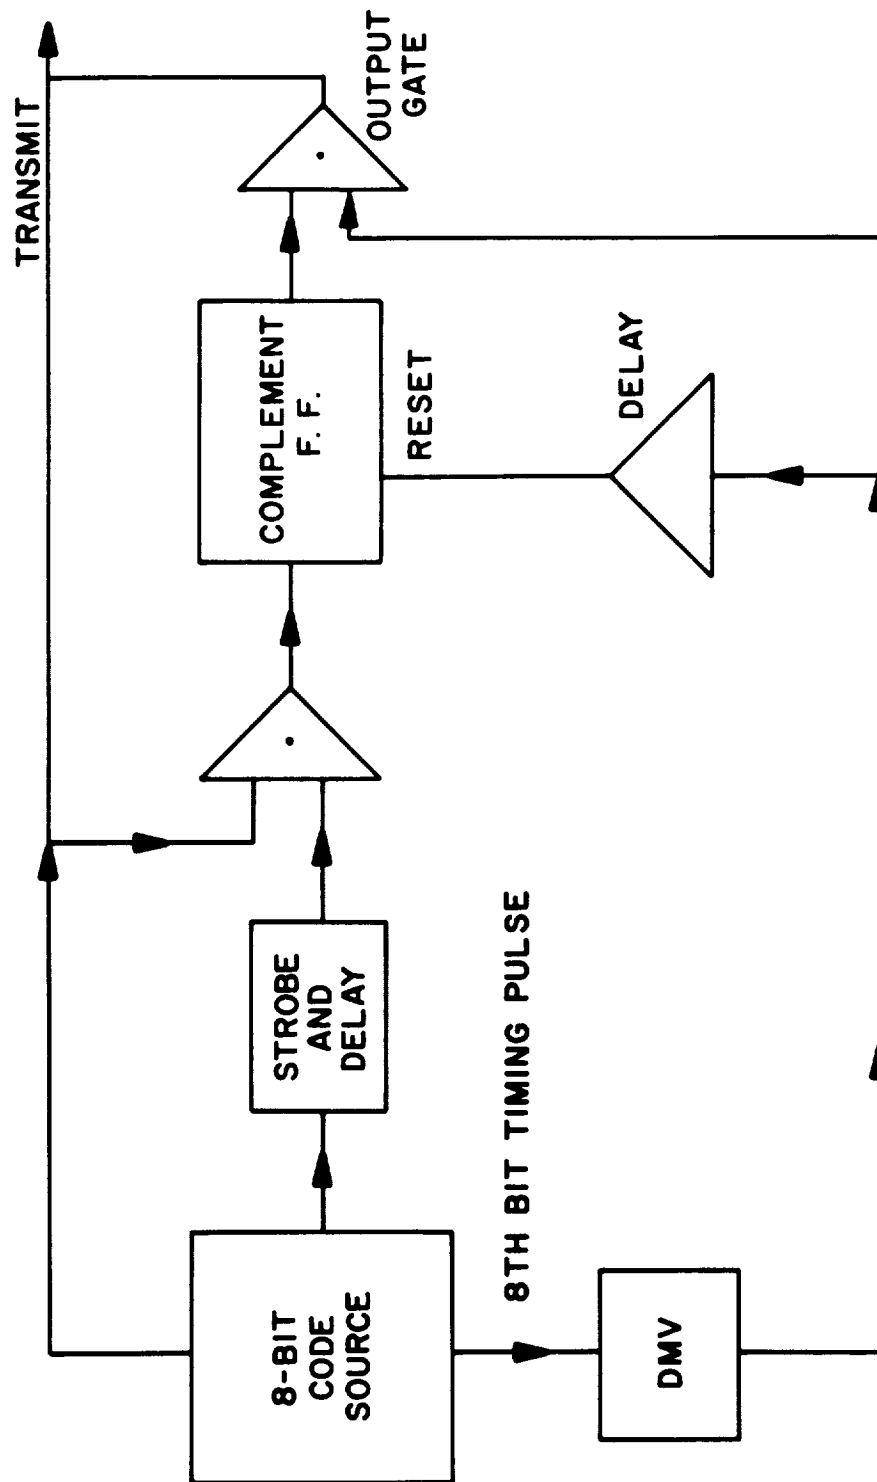 TRANSMIT
OUTPUT
GATE
COMPLEMENT
F. F.
RESET
DELAY
STROBE
AND
DELAY
8TH BIT TIMING PULSE
8-BIT
CODE
SOURCE
DMV